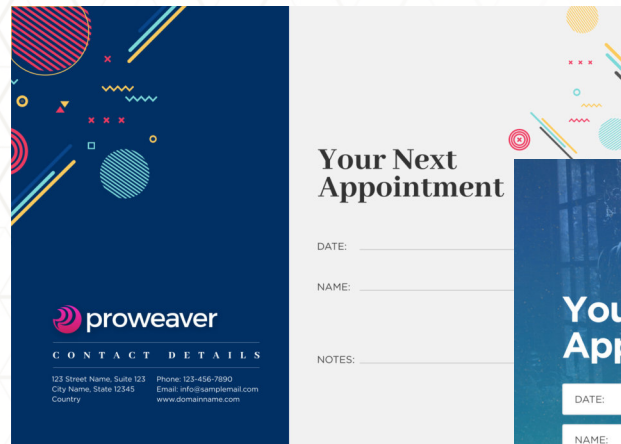 proweaver
CONTACT DETAILS
123 Street Name, Suite 123
City Name, State 12345
Country
Phone: 123-456-7890
Email: info@samplemail.com
www.domainname.com
Your Next
Appointment
DATE:
NAME:
NOTES:
You
App
DATE:
NAME: